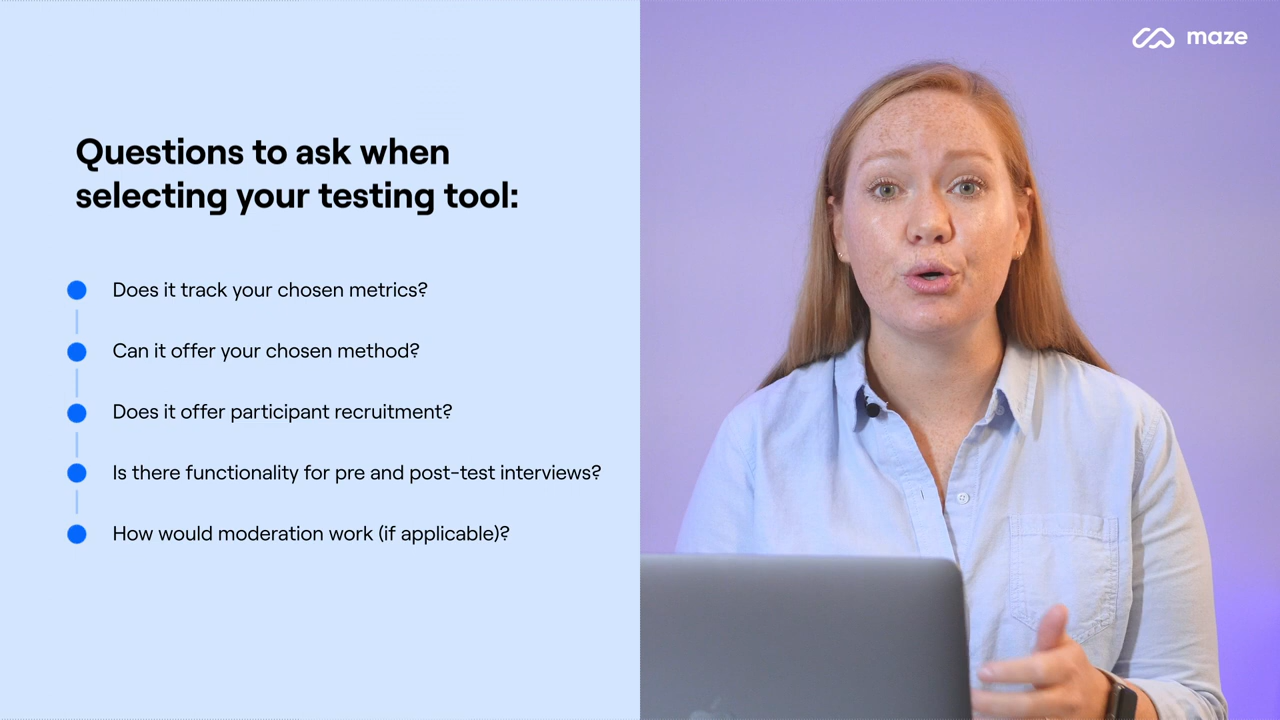 maze
Questions to ask when
selecting your testing tool:
Does it track your chosen metrics?
Can it offer your chosen method?
Does it offer participant recruitment?
Is there functionality for pre and post-test interviews?
How would moderation work (if applicable)?